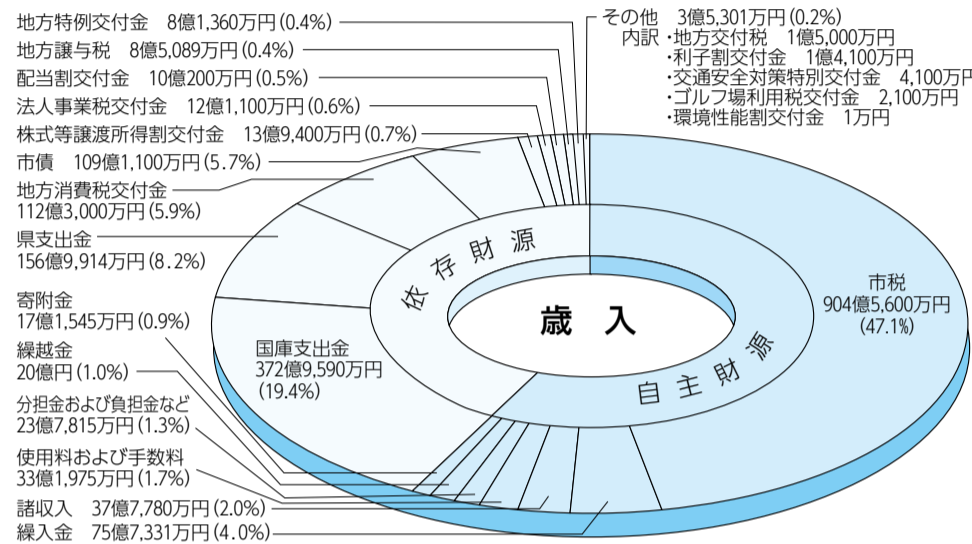 地方特例交付金 8億1,360万円(0.4%)
地方譲与税 8億5,089万円(0.4%)
配当割交付金 10億200万円(0.5%)
法人事業税交付金 12億1,100万円(0.6%)
株式等譲渡所得割交付金 13億9,400万円(0.7%)
市債 109億1,100万円(5.7%)
地方消費税交付金
112億3,000万円(5.9%)
県支出金
156億9,914万円(8.2%)
寄附金
17億1,545万円(0.9%)
繰越金
20億円(1.0%)
分担金および負担金など
23億7,815万円(1.3%)
使用料および手数料
33億1,975万円(1.7%)
諸収入 37億7,780万円(2.0%)
繰入金 75億7,331万円(4.0%)
その他 3億5,301万円(0.2%)
内訳・地方交付税 1億5,000万円
・利子割交付金 1億4,100万円
・交通安全対策特別交付金 4,100万円
・ゴルフ場利用税交付金 2,100万円
・環境性能割交付金 1万円
依存財源
歳入
自主財源
市税
904億5,600万円
(47.1%)
国庫支出金
372億9,590万円
(19.4%)